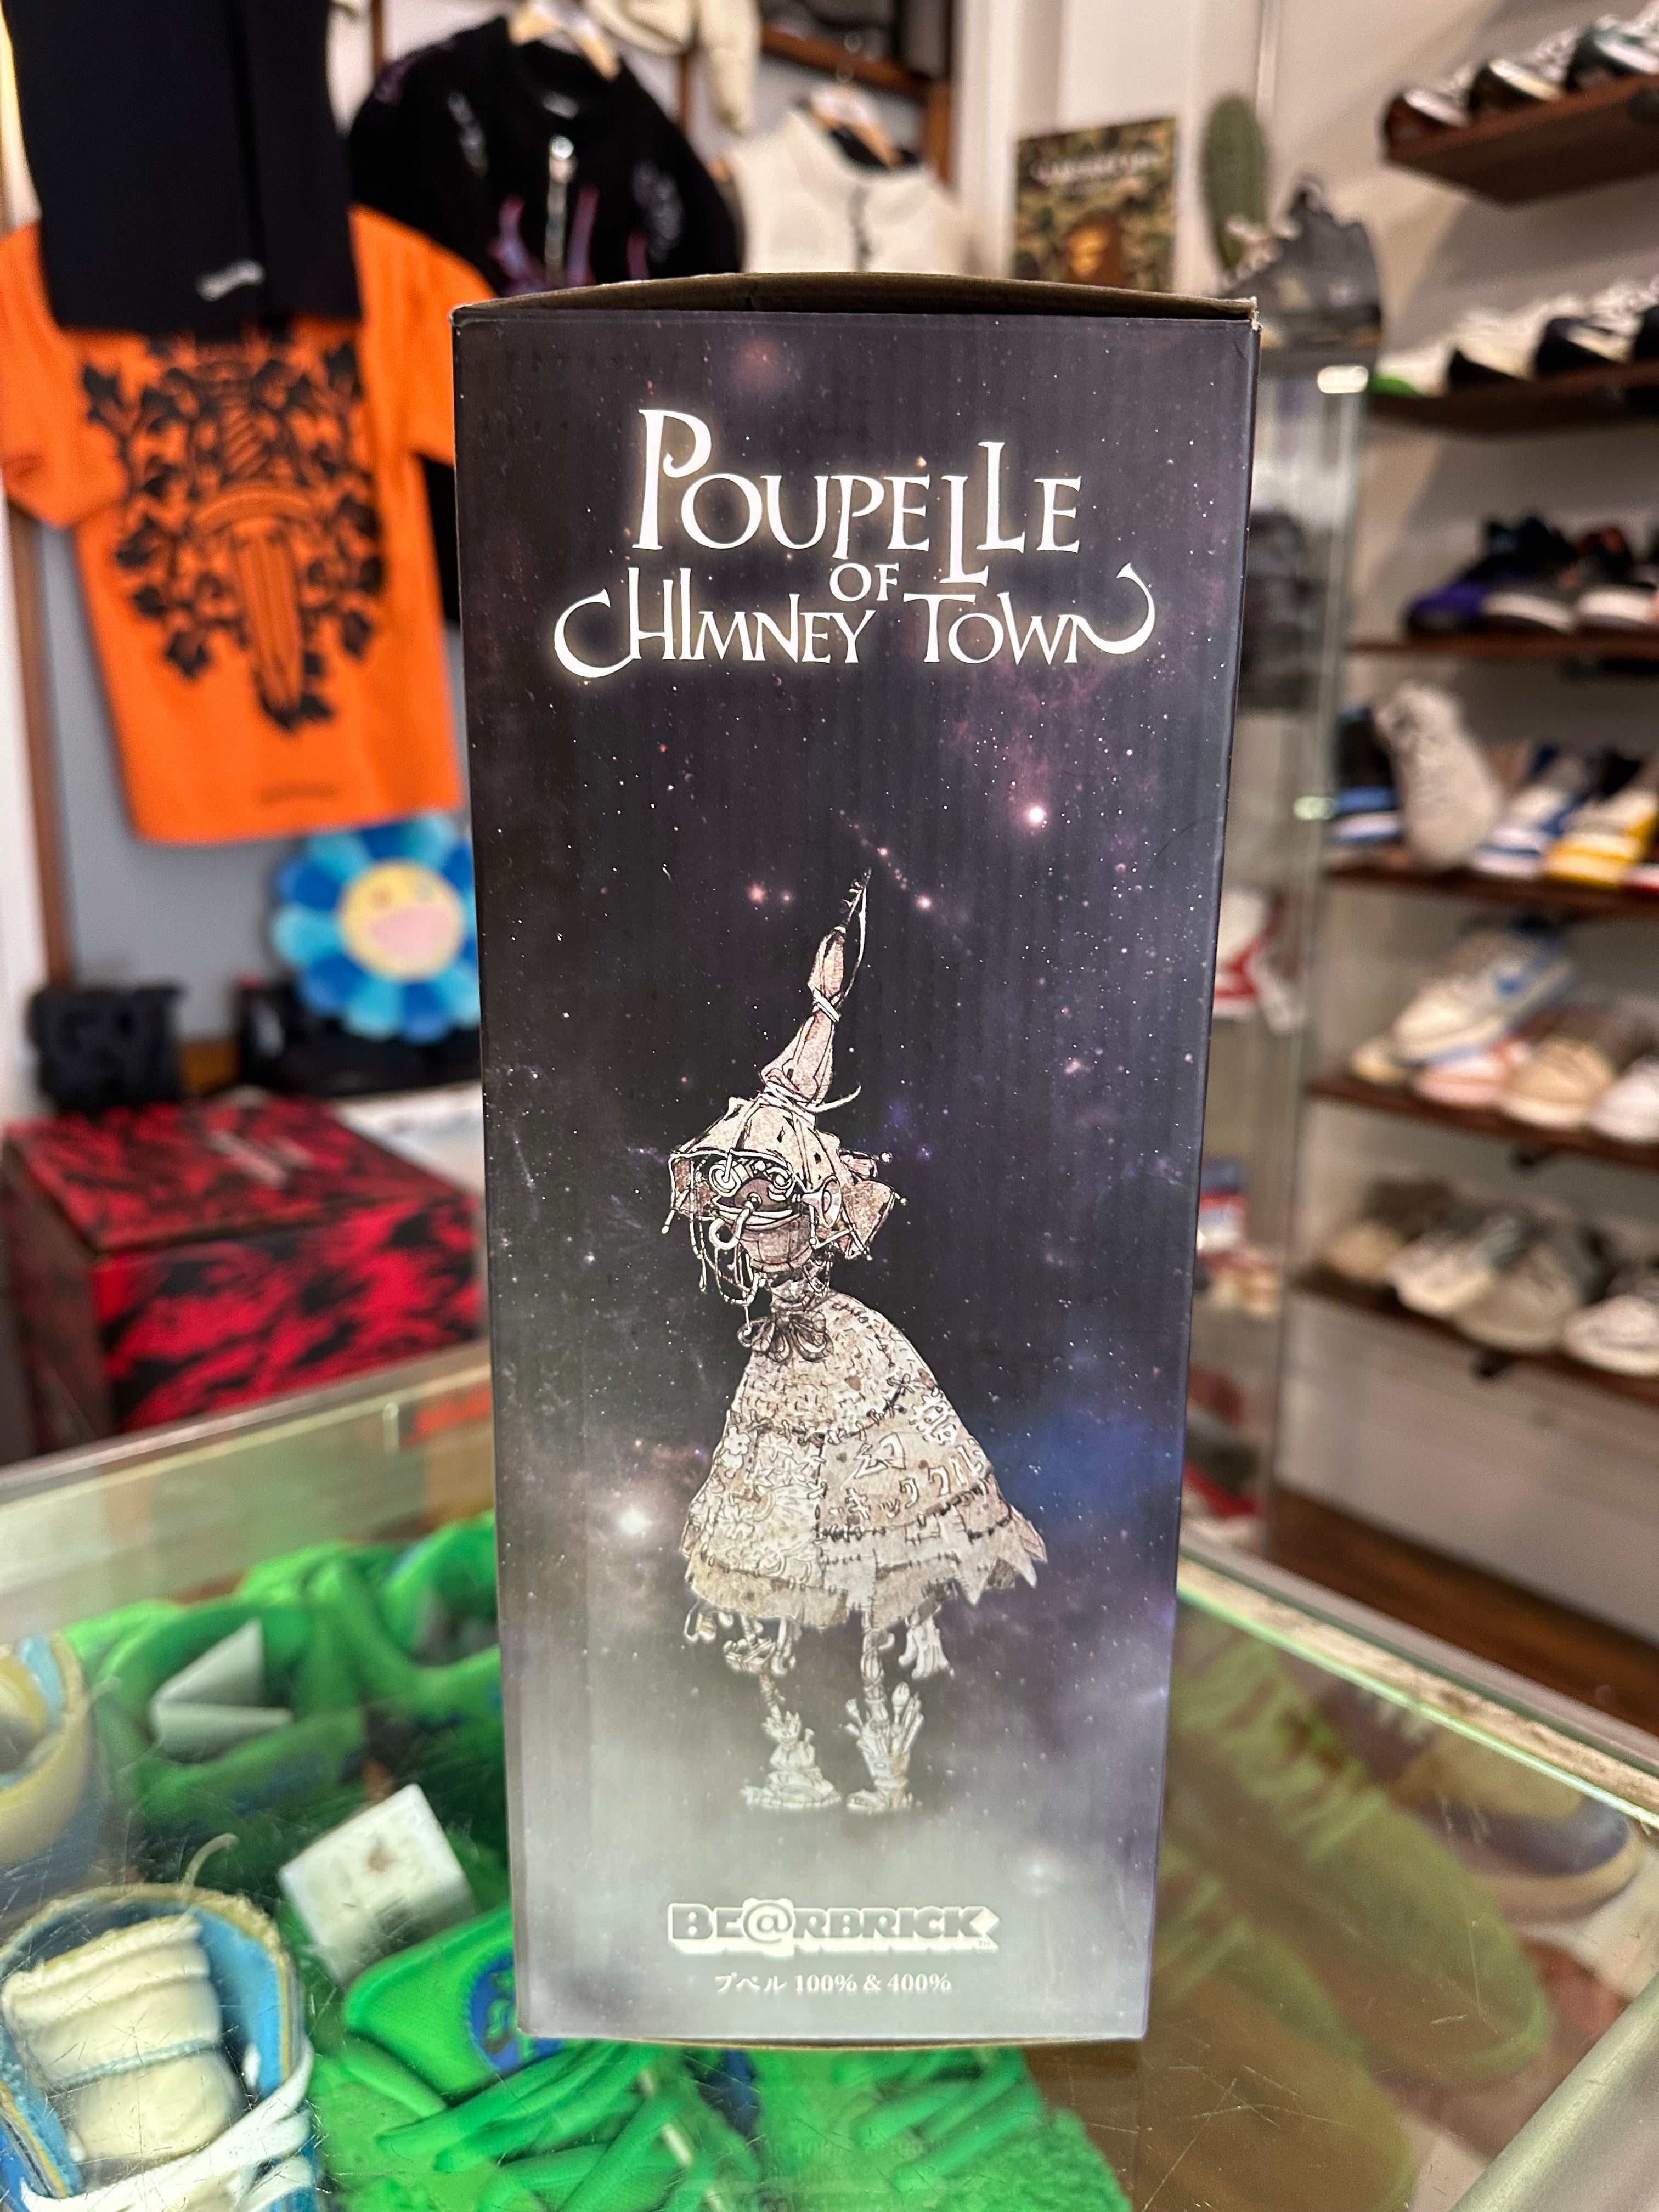 POUPELLE
OF
CHIMNEY TOWN
BE@RBRICK
プペル 100% & 400%